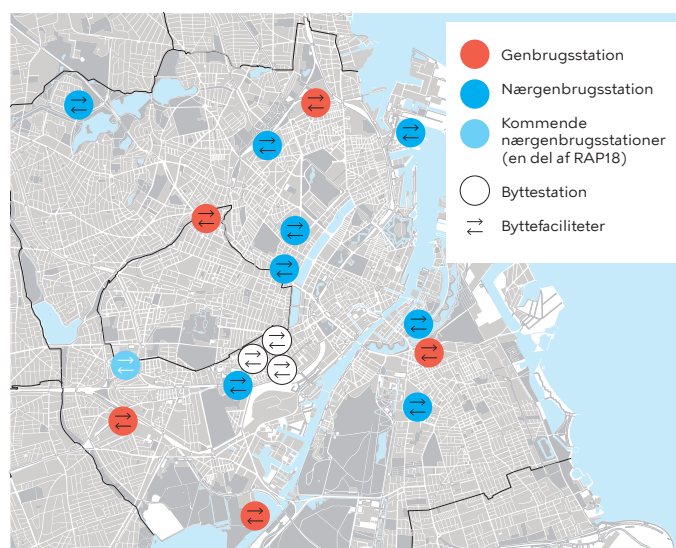 Genbrugsstation
Nærgenbrugsstation
Kommende
nærgenbrugsstationer
(en del af RAP18)
Byttestation
Byttefaciliteter